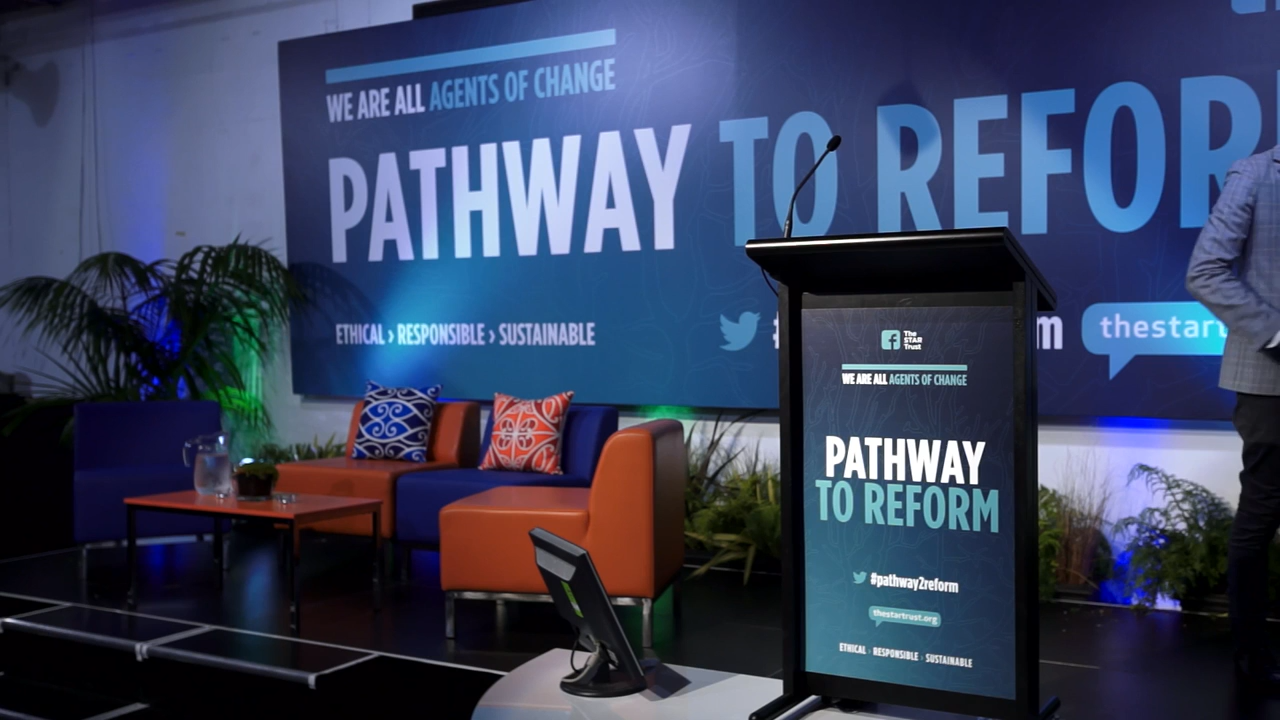 WE ARE ALL AGENTS OF CHANGE
PATHWAY TO REFOR
ETHICAL › RESPONSIBLE › SUSTAINABLE
#
m
thestart
The
STAR
Trust
WE ARE ALL AGENTS OF CHANGE
PATHWAY
TO REFORM
#pathway2reform
thestartrust.org
ETHICAL › RESPONSIBLE › SUSTAINABLE